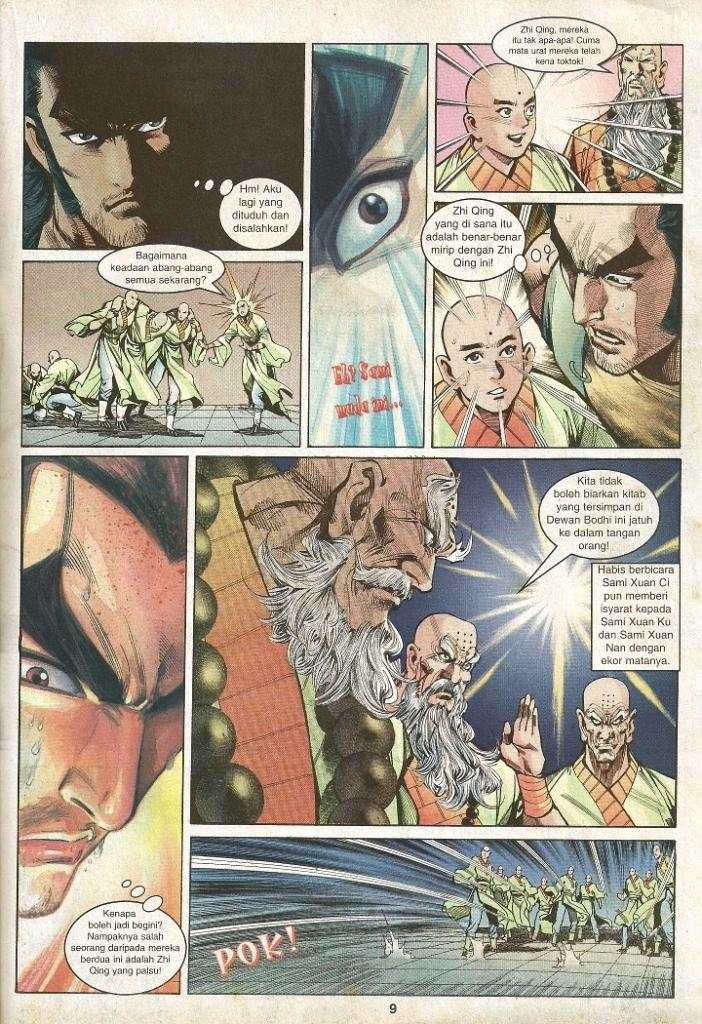 Hm! Aku
lagi yang
dituduh dan
disalahkan!
Bagaimana
keadaan abang-abang
semua sekarang?
Eh? Sami
muda ini...
Zhi Qing, mereka
itu tak apa-apa! Cuma
mata urat mereka telah
kena toktok!
Zhi Qing
yang di sana itu
adalah benar-benar
mirip dengan Zhi
Qing ini!
Kenapa
boleh jadi begini?
Nampaknya salah
seorang daripada mereka
berdua ini adalah Zhi
Qing yang palsu!
Kita tidak
boleh biarkan kitab
yang tersimpan di
Dewan Bodhi ini jatuh
ke dalam tangan
orang!
Habis berbicara
Sami Xuan Ci
pun memberi
isyarat kepada
Sami Xuan Ku
dan Sami Xuan
Nan dengan
ekor matanya.
POK!
9